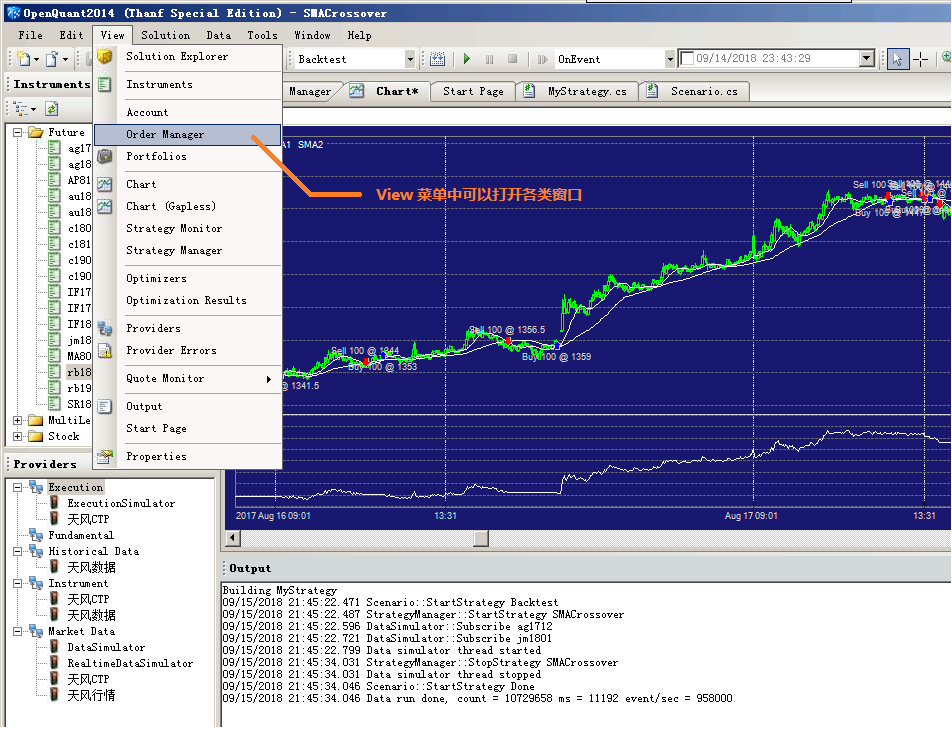 OpenQuant2014 (Thanf Special Edition) - SMACrossover
File Edit View Solution Data Tools Window Help
Backtest
OnEvent
09/14/2018 23:43:29
Instruments
Manager
Chart*
Start Page
MyStrategy.cs
Scenario.cs
Solution Explorer
Instruments
Account
Order Manager
Portfolios
Chart
Chart (Gapless)
Strategy Monitor
Strategy Manager
Optimizers
Optimization Results
Providers
Provider Errors
Quote Monitor
Output
Start Page
Properties
Future
ag17
ag18
AP81
au18
au18
c180
c181
c190
c190
IF17
IF17
IF18
jm18
MA80
rb18
rb19
SR18
MultiLe
Stock
A1 SMA2
View 菜单中可以打开各类窗口
Sell 100 @ 1344
Buy 100 @ 1353
@ 1341.5
Sell 100 @ 1356.5
Buy 100 @ 1359
2017 Aug 16 09:01
13:31
Aug 17 09:01
13:31
Providers
Execution
ExecutionSimulator
天风CTP
Fundamental
Historical Data
天风数据
Instrument
天风CTP
天风数据
Market Data
DataSimulator
RealtimeDataSimulator
天风CTP
天风行情
Output
Building MyStrategy
09/15/2018 21:45:22.471 Scenario::StartStrategy Backtest
09/15/2018 21:45:22.487 StrategyManager::StartStrategy SMACrossover
09/15/2018 21:45:22.596 DataSimulator::Subscribe ag1712
09/15/2018 21:45:22.721 DataSimulator::Subscribe jm1801
09/15/2018 21:45:22.799 Data simulator thread started
09/15/2018 21:45:34.031 StrategyManager::StopStrategy SMACrossover
09/15/2018 21:45:34.031 Data simulator thread stopped
09/15/2018 21:45:34.046 Scenario::StartStrategy Done
09/15/2018 21:45:34.046 Data run done, count = 10729658 ms = 11192 event/sec = 958000